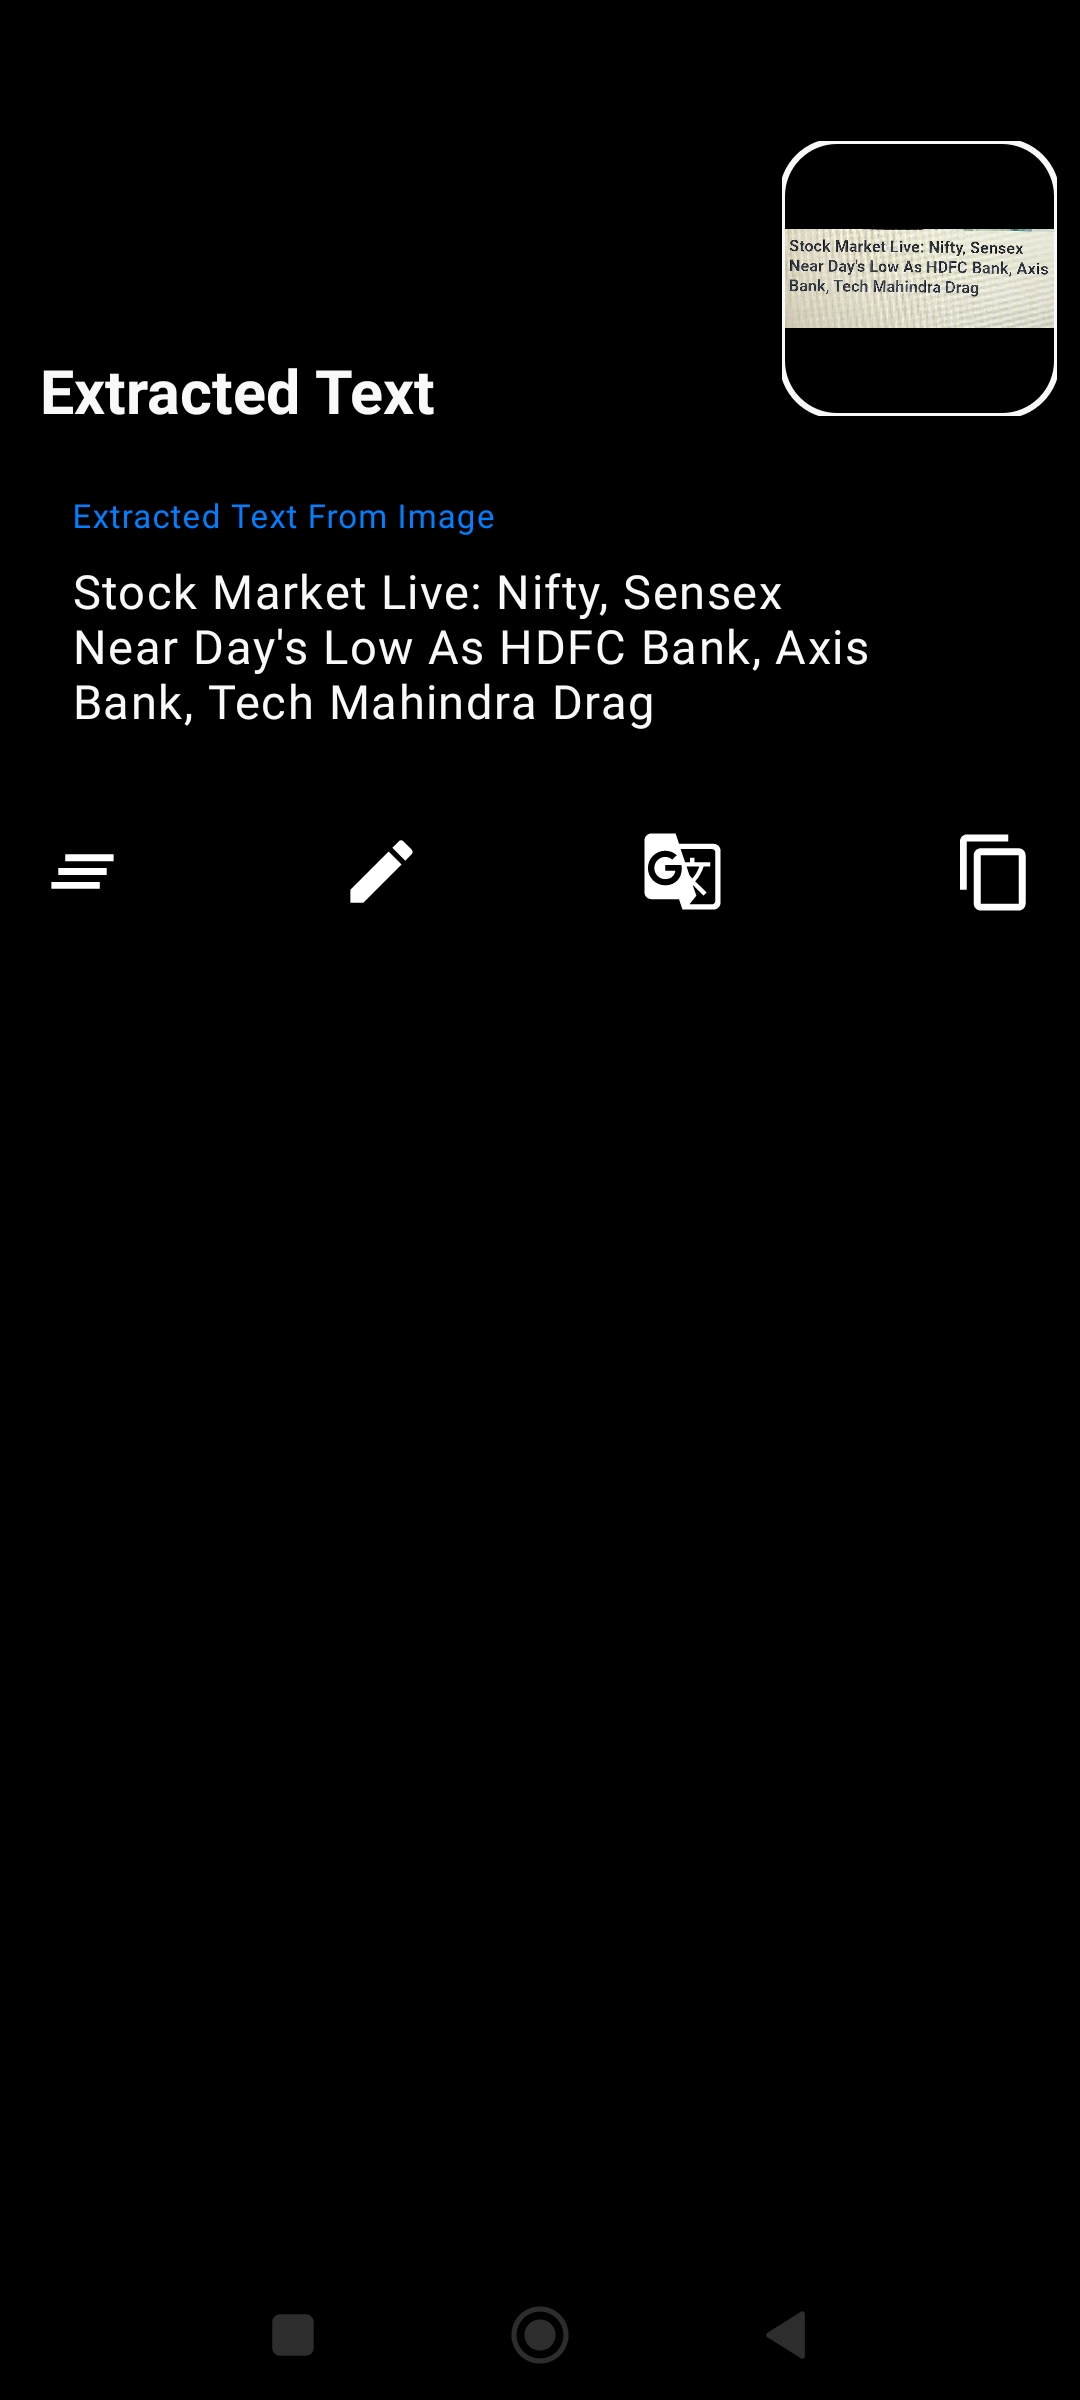 Stock Market Live: Nifty, Sensex
Near Day's Low As HDFC Bank, Axis
Bank, Tech Mahindra Drag
Extracted Text
Extracted Text From Image
Stock Market Live: Nifty, Sensex
Near Day's Low As HDFC Bank, Axis
Bank, Tech Mahindra Drag